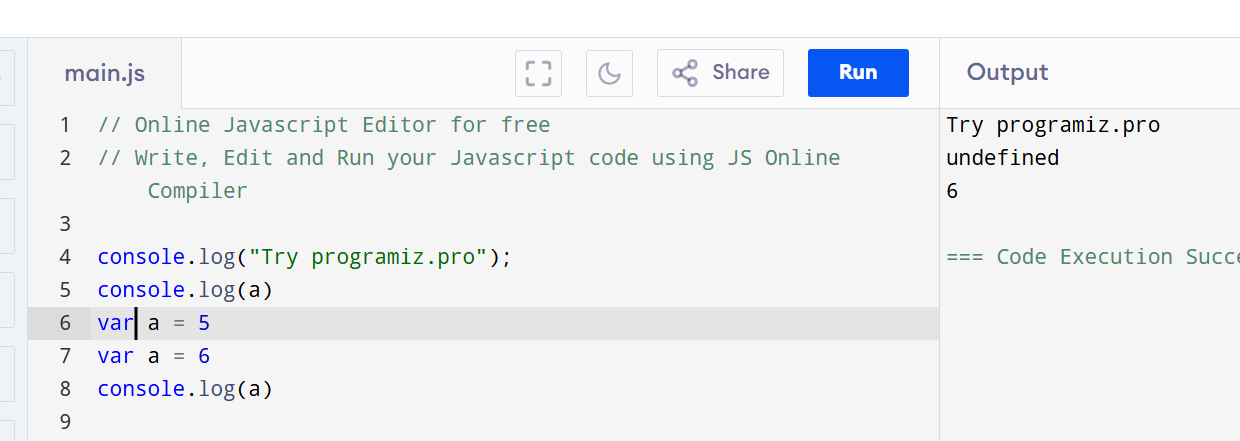 main.js
Share
Run
Output
1 // Online Javascript Editor for free
2 // Write, Edit and Run your Javascript code using JS Online
Compiler
3
4 console.log("Try programiz.pro");
5 console.log(a)
6 var a = 5
7 var a = 6
8 console.log(a)
9
Try programiz.pro
undefined
6
=== Code Execution Succe